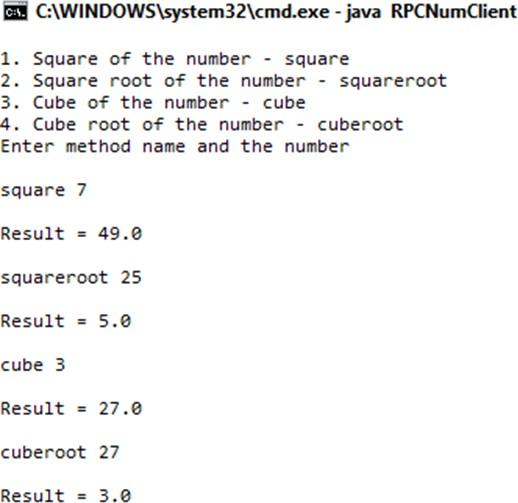 C:\WINDOWS\system32\cmd.exe - java RPCNumClient
1. Square of the number - square
2. Square root of the number - squareroot
3. Cube of the number - cube
4. Cube root of the number - cuberoot
Enter method name and the number
square 7
Result = 49.0
squareroot 25
Result = 5.0
cube 3
Result = 27.0
cuberoot 27
Result = 3.0